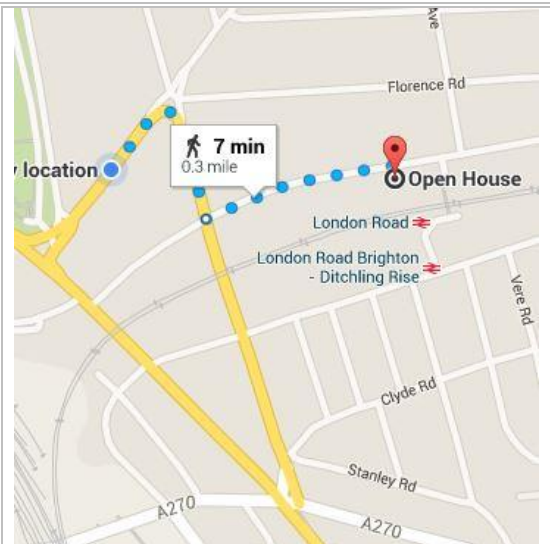 Ave
Florence Rd
7 min
0.3 mile
y location
Open House
London Road
London Road Brighton
- Ditchling Rise
Vere Rd
Clyde Rd
Stanley Rd
A270
A270